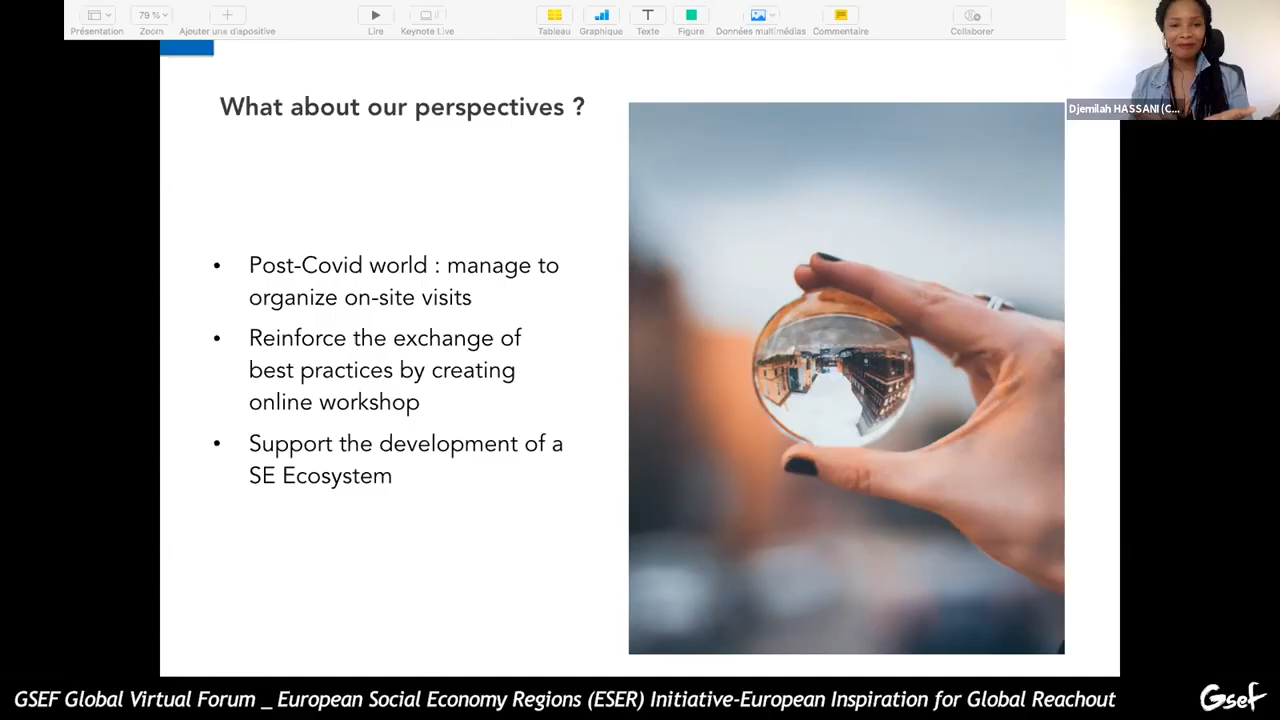 Présentation
79 %
Zoom
Ajouter une diapositive
Lire
Keynote Live
Tableau
Graphique
Texte
Figure
Données multimédias
Commentaire
Collaborer
Djemilah HASSANI (C...
What about our perspectives ?
• Post-Covid world : manage to
organize on-site visits
• Reinforce the exchange of
best practices by creating
online workshop
• Support the development of a
SE Ecosystem
GSEF Global Virtual Forum _ European Social Economy Regions (ESER) Initiative-European Inspiration for Global Reachout
Gsef